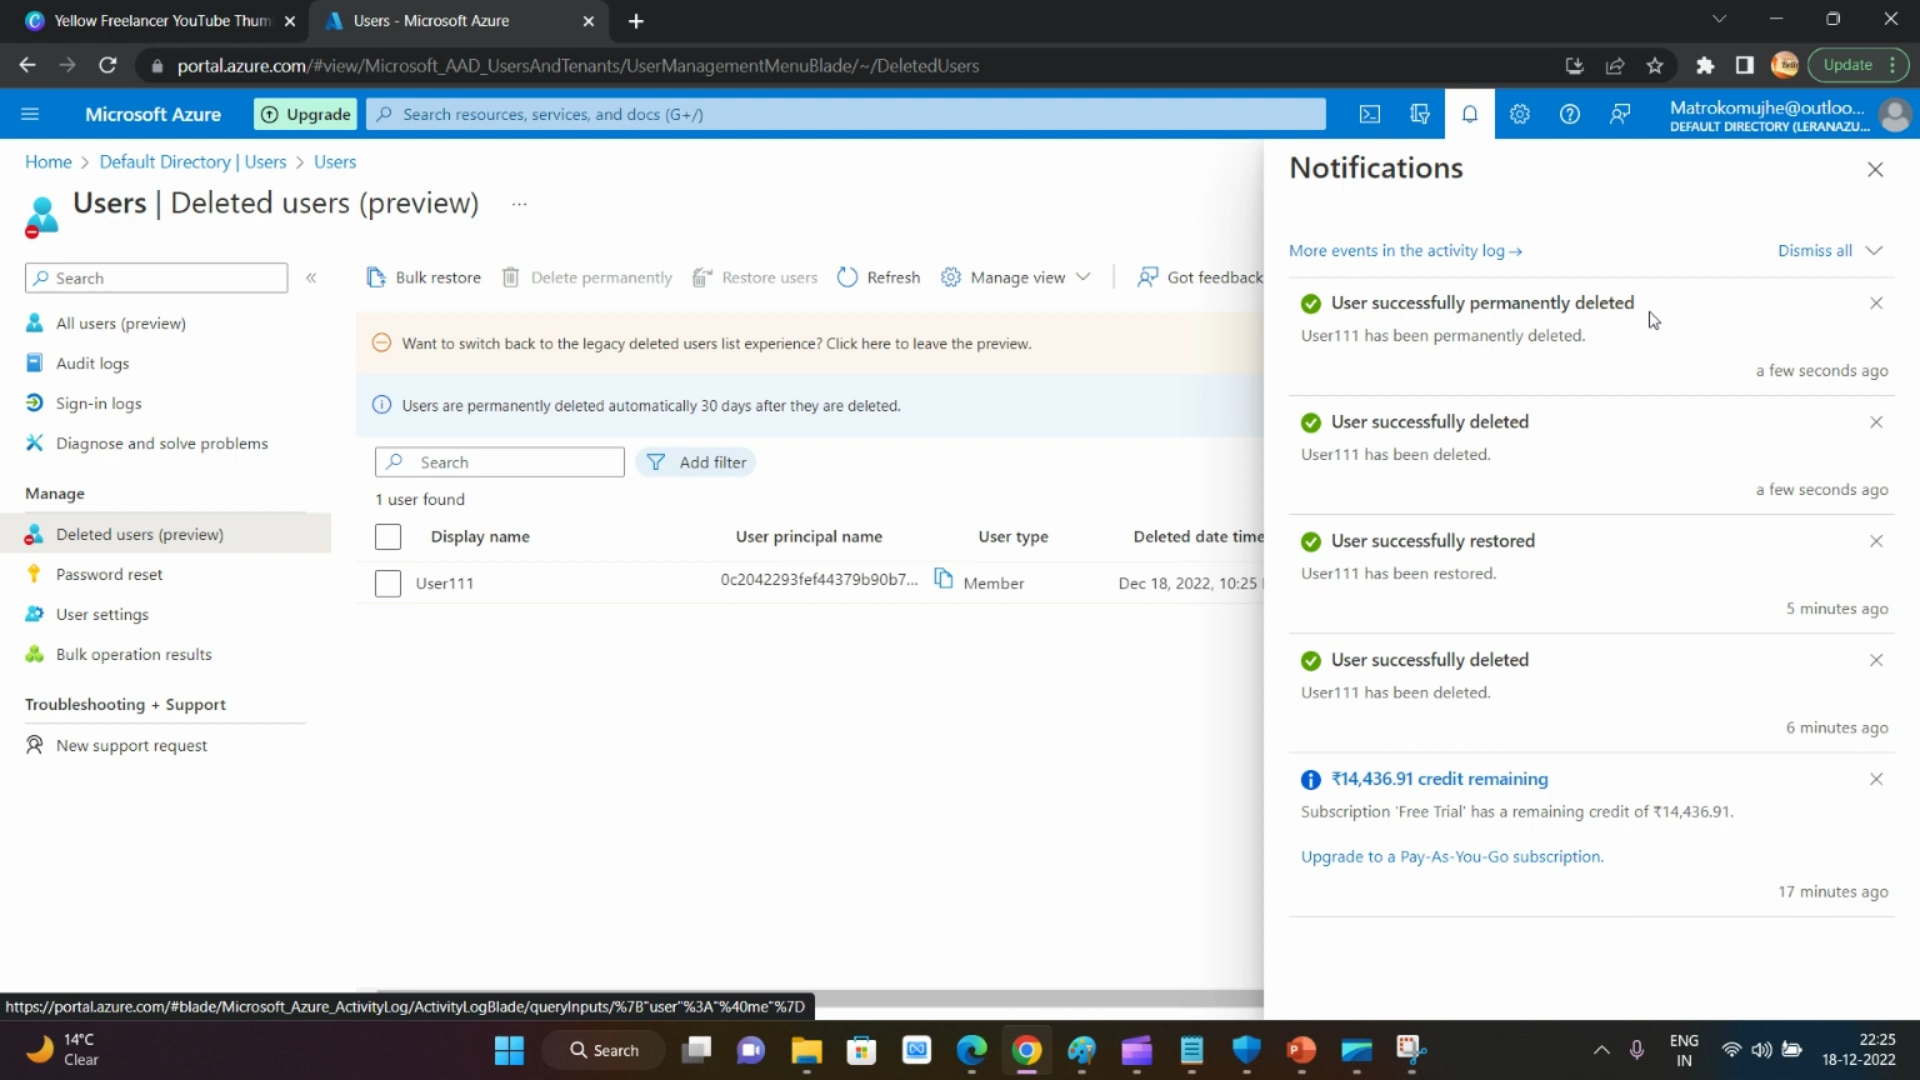 Yellow Freelancer YouTube Thum
Users - Microsoft Azure
portal.azure.com/#view/Microsoft_AAD_UsersAndTenants/UserManagementMenuBlade/~/DeletedUsers
Update
Microsoft Azure
Upgrade
Search resources, services, and docs (G+/)
Matrokomujhe@outloo...
DEFAULT DIRECTORY (LERANAZU...
Home > Default Directory | Users > Users
Users | Deleted users (preview) ...
Search
«
All users (preview)
Audit logs
Sign-in logs
Diagnose and solve problems
Manage
Deleted users (preview)
Password reset
User settings
Bulk operation results
Troubleshooting + Support
New support request
Bulk restore
Delete permanently
Restore users
Refresh
Manage view
Got feedback
Want to switch back to the legacy deleted users list experience? Click here to leave the preview.
Users are permanently deleted automatically 30 days after they are deleted.
Search
Add filter
1 user found
Display name User principal name User type Deleted date time
User111 0c2042293fef44379b90b7... Member Dec 18, 2022, 10:25
Notifications
More events in the activity log →
Dismiss all
User successfully permanently deleted
User111 has been permanently deleted.
a few seconds ago
User successfully deleted
User111 has been deleted.
a few seconds ago
User successfully restored
User111 has been restored.
5 minutes ago
User successfully deleted
User111 has been deleted.
6 minutes ago
₹14,436.91 credit remaining
Subscription 'Free Trial' has a remaining credit of ₹14,436.91.
Upgrade to a Pay-As-You-Go subscription.
17 minutes ago
https://portal.azure.com/#blade/Microsoft_Azure_ActivityLog/ActivityLogBlade/queryInputs/%7B"user"%3A"%40me"%7D
14°C
Clear
Search
ENG
IN
22:25
18-12-2022